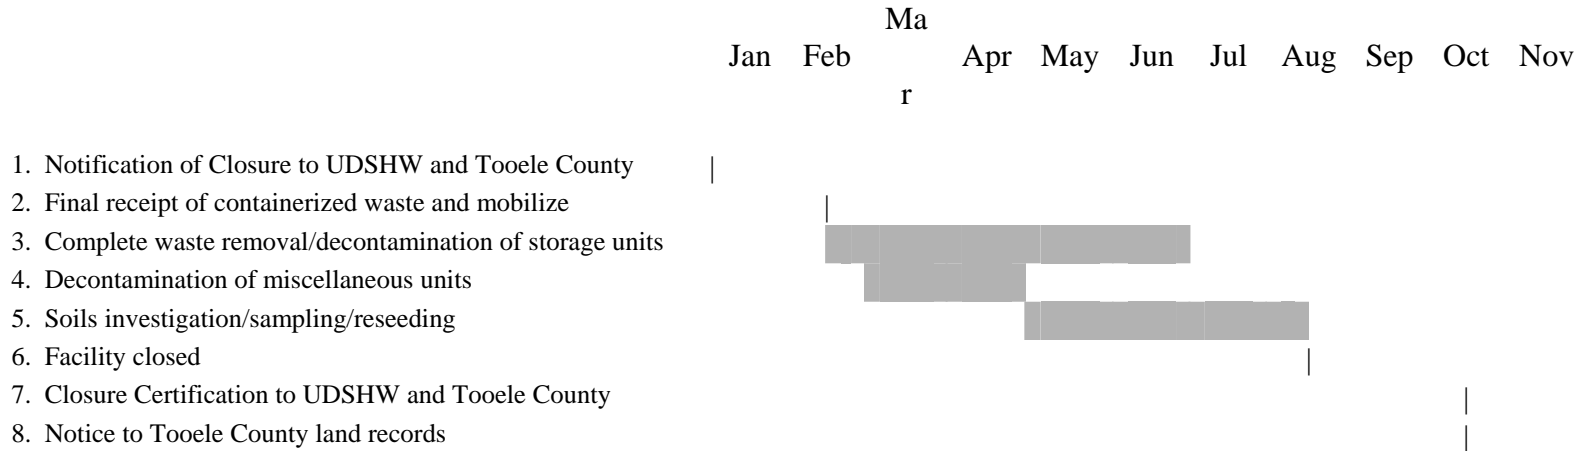 Ma
Jan Feb Apr May Jun Jul Aug Sep Oct Nov
r
1. Notification of Closure to UDSHW and Tooele County |
2. Final receipt of containerized waste and mobilize |
3. Complete waste removal/decontamination of storage units
4. Decontamination of miscellaneous units
5. Soils investigation/sampling/reseeding
6. Facility closed |
7. Closure Certification to UDSHW and Tooele County |
8. Notice to Tooele County land records |